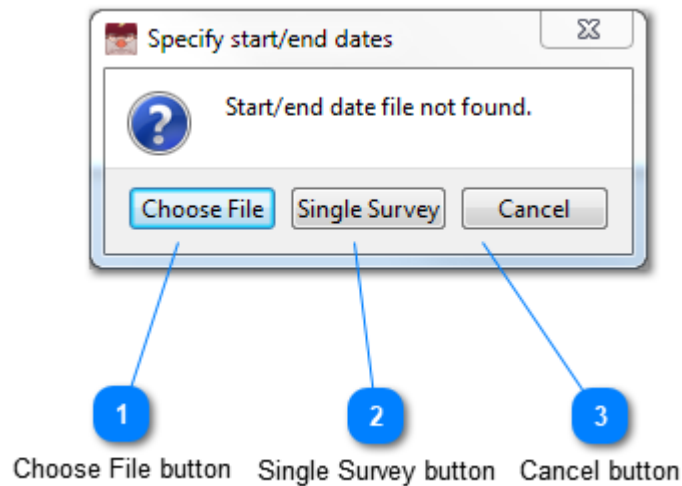 Specify start/end dates
Start/end date file not found.
Choose File Single Survey Cancel
1 2 3
Choose File button Single Survey button Cancel button